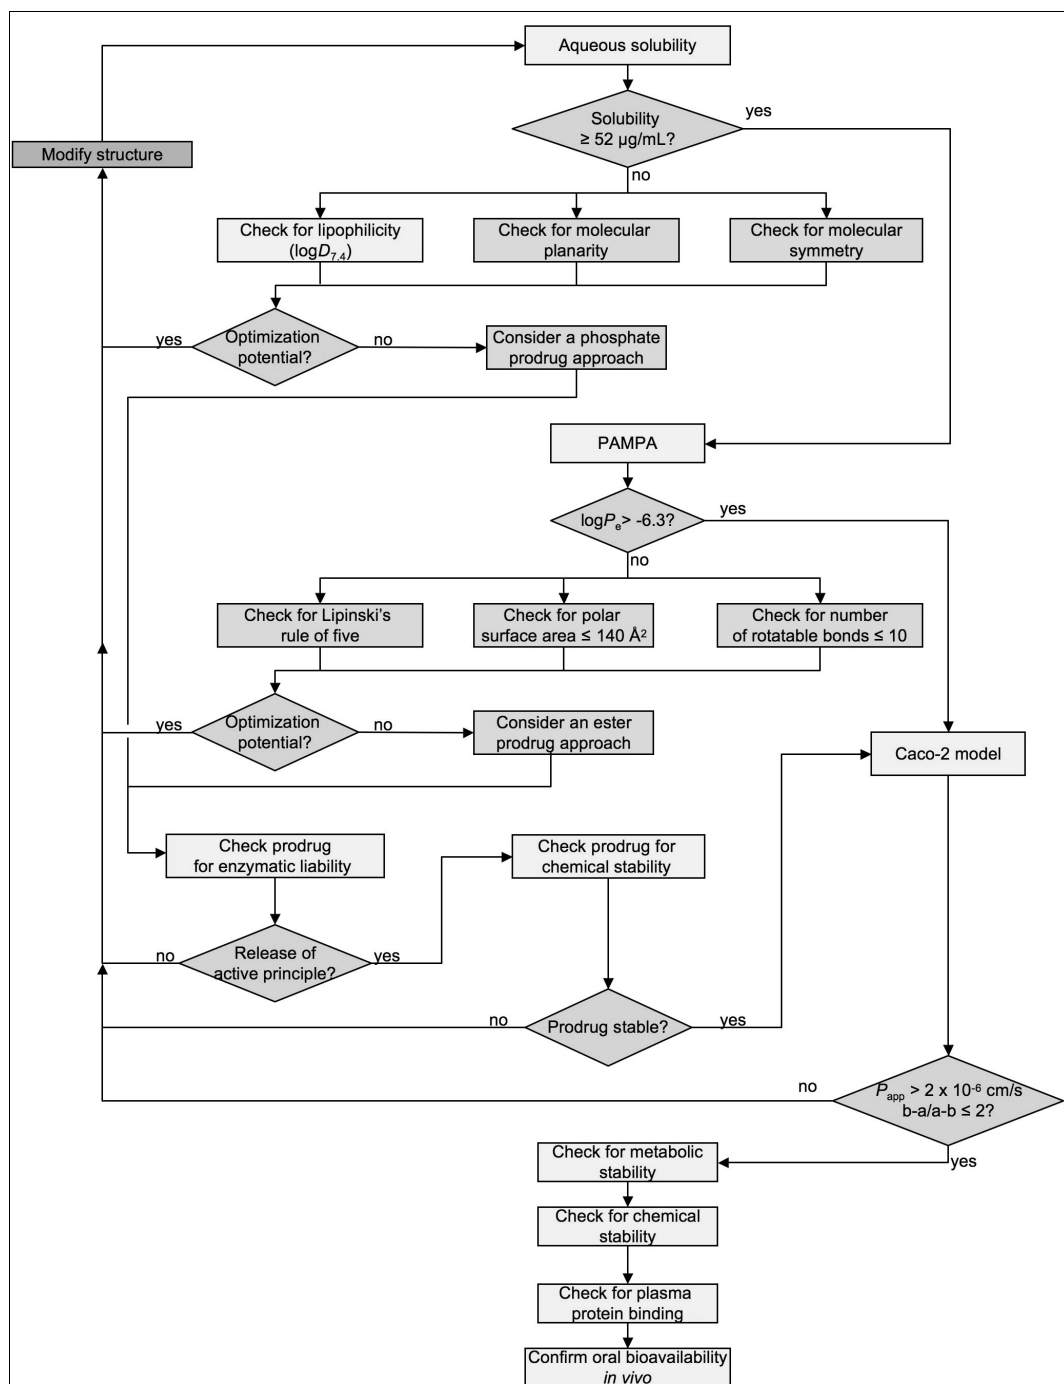 Aqueous solubility
Solubility
≥ 52 µg/mL?
yes
Modify structure
no
Check for lipophilicity
(logD7,4)
Check for molecular
planarity
Check for molecular
symmetry
yes
Optimization
potential?
no
Consider a phosphate
prodrug approach
PAMPA
logPe> -6.3?
yes
no
Check for Lipinski's
rule of five
Check for polar
surface area ≤ 140 Å²
Check for number
of rotatable bonds ≤ 10
yes
Optimization
potential?
no
Consider an ester
prodrug approach
Caco-2 model
Check prodrug
for enzymatic liability
Check prodrug for
chemical stability
no
Release of
active principle?
yes
no
Prodrug stable?
yes
no
Papp > 2 x 10-6 cm/s
b-a/a-b ≤ 2?
yes
Check for metabolic
stability
Check for chemical
stability
Check for plasma
protein binding
Confirm oral bioavailability
in vivo